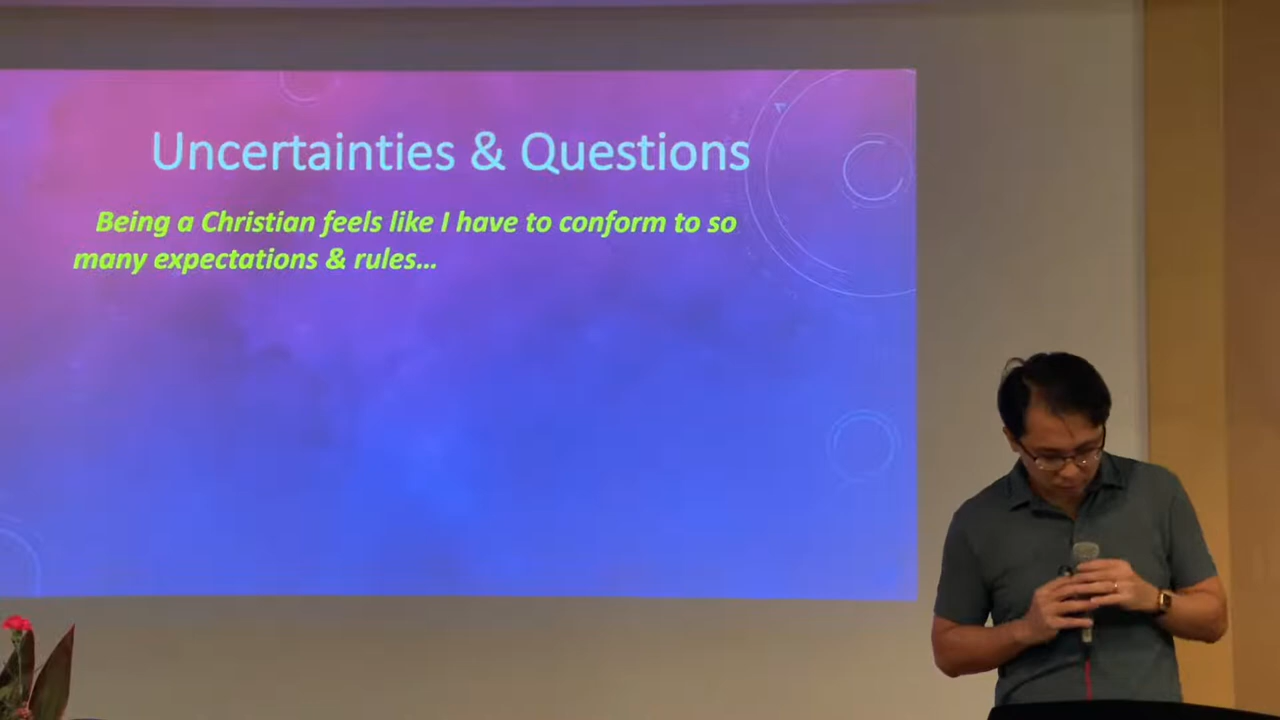 Uncertainties & Questions
Being a Christian feels like I have to conform to so
many expectations & rules...